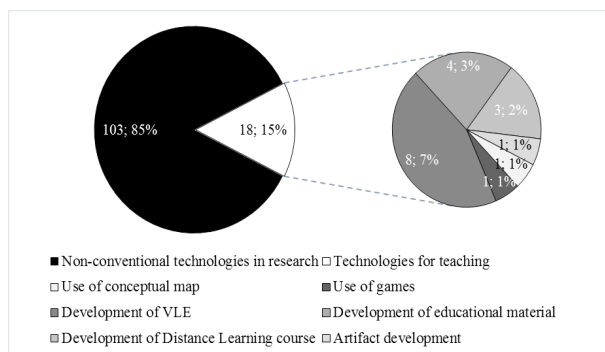 4; 3%
103; 85%
18; 15%
3; 2%
1; 1%
8; 7%
1; 1%
1; 1%
Non-conventional technologies in research Technologies for teaching
Use of conceptual map Use of games
Development of VLE Development of educational material
Development of Distance Learning course Artifact development